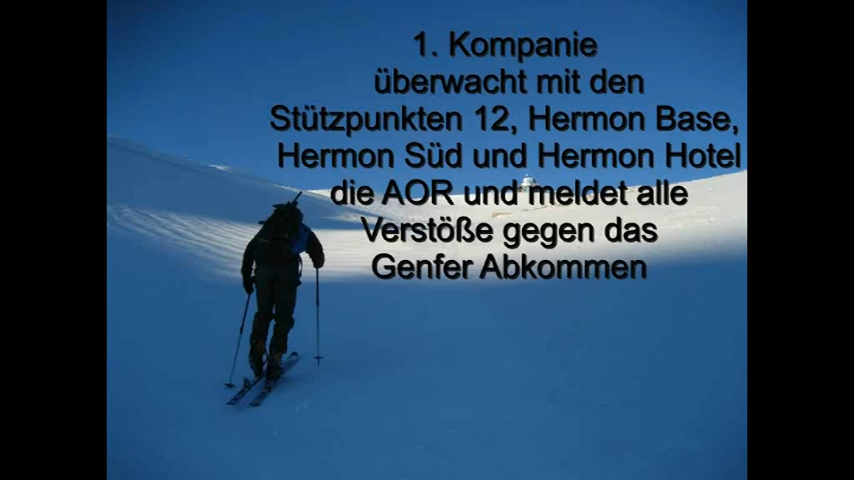 1. Kompanie
überwacht mit den
Stützpunkten 12, Hermon Base,
Hermon Süd und Hermon Hotel
die AOR und meldet alle
Verstöße gegen das
Genfer Abkommen